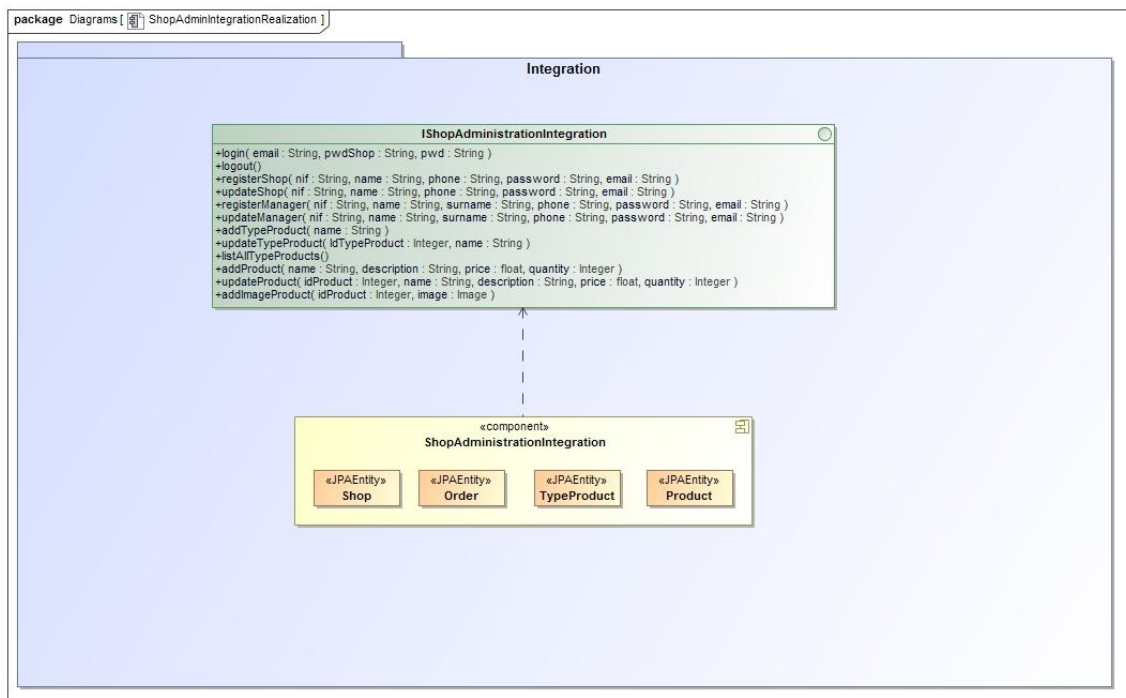 package Diagrams [ ShopAdminIntegrationRealization ]
Integration
IShopAdministrationIntegration
+login( email : String, pwdShop : String, pwd : String )
+logout()
+registerShop( nif : String, name : String, phone : String, password : String, email : String )
+updateShop( nif : String, name : String, phone : String, password : String, email : String )
+registerManager( nif : String, name : String, surname : String, phone : String, password : String, email : String )
+updateManager( nif : String, name : String, surname : String, phone : String, password : String, email : String )
+addTypeProduct( name : String )
+updateTypeProduct( IdTypeProduct : Integer, name : String )
+listAllTypeProducts()
+addProduct( name : String, description : String, price : float, quantity : Integer )
+updateProduct( idProduct : Integer, name : String, description : String, price : float, quantity : Integer )
+addImageProduct( idProduct : Integer, image : Image )
«component»
ShopAdministrationIntegration
«JPAEntity» «JPAEntity» «JPAEntity» «JPAEntity»
Shop Order TypeProduct Product